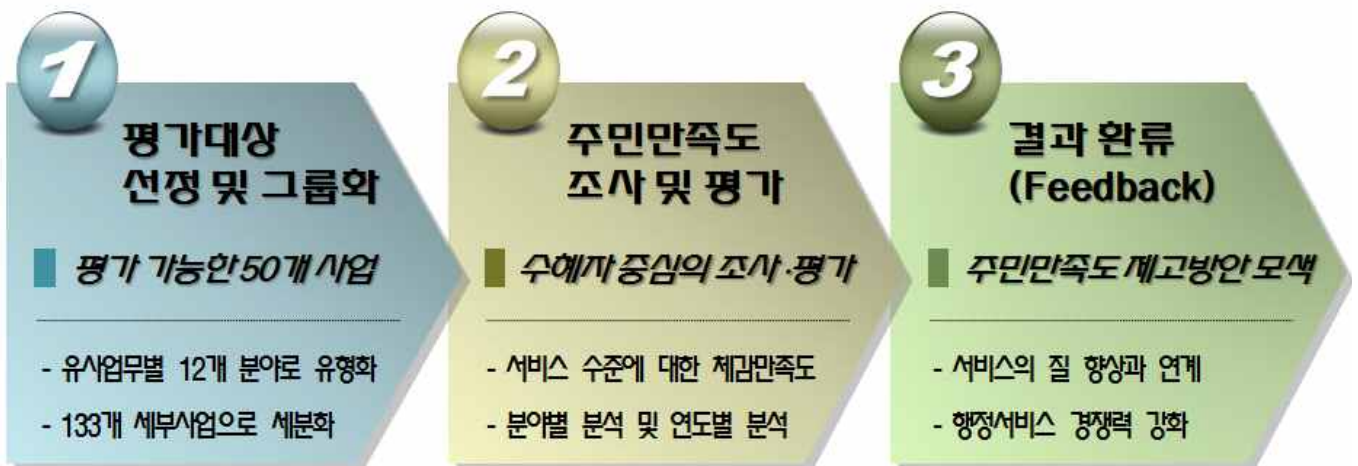 1
평가대상
선정 및 그룹화
평가 가능한 50개 사업
- 유사업무별 12개 분야로 유형화
- 133개 세부사업으로 세분화
2
주민만족도
조사 및 평가
수혜자 중심의 조사·평가
- 서비스 수준에 대한 체감만족도
- 분야별 분석 및 연도별 분석
3
결과 환류
(Feedback)
주민만족도 제고방안 모색
- 서비스의 질 향상과 연계
- 행정서비스 경쟁력 강화